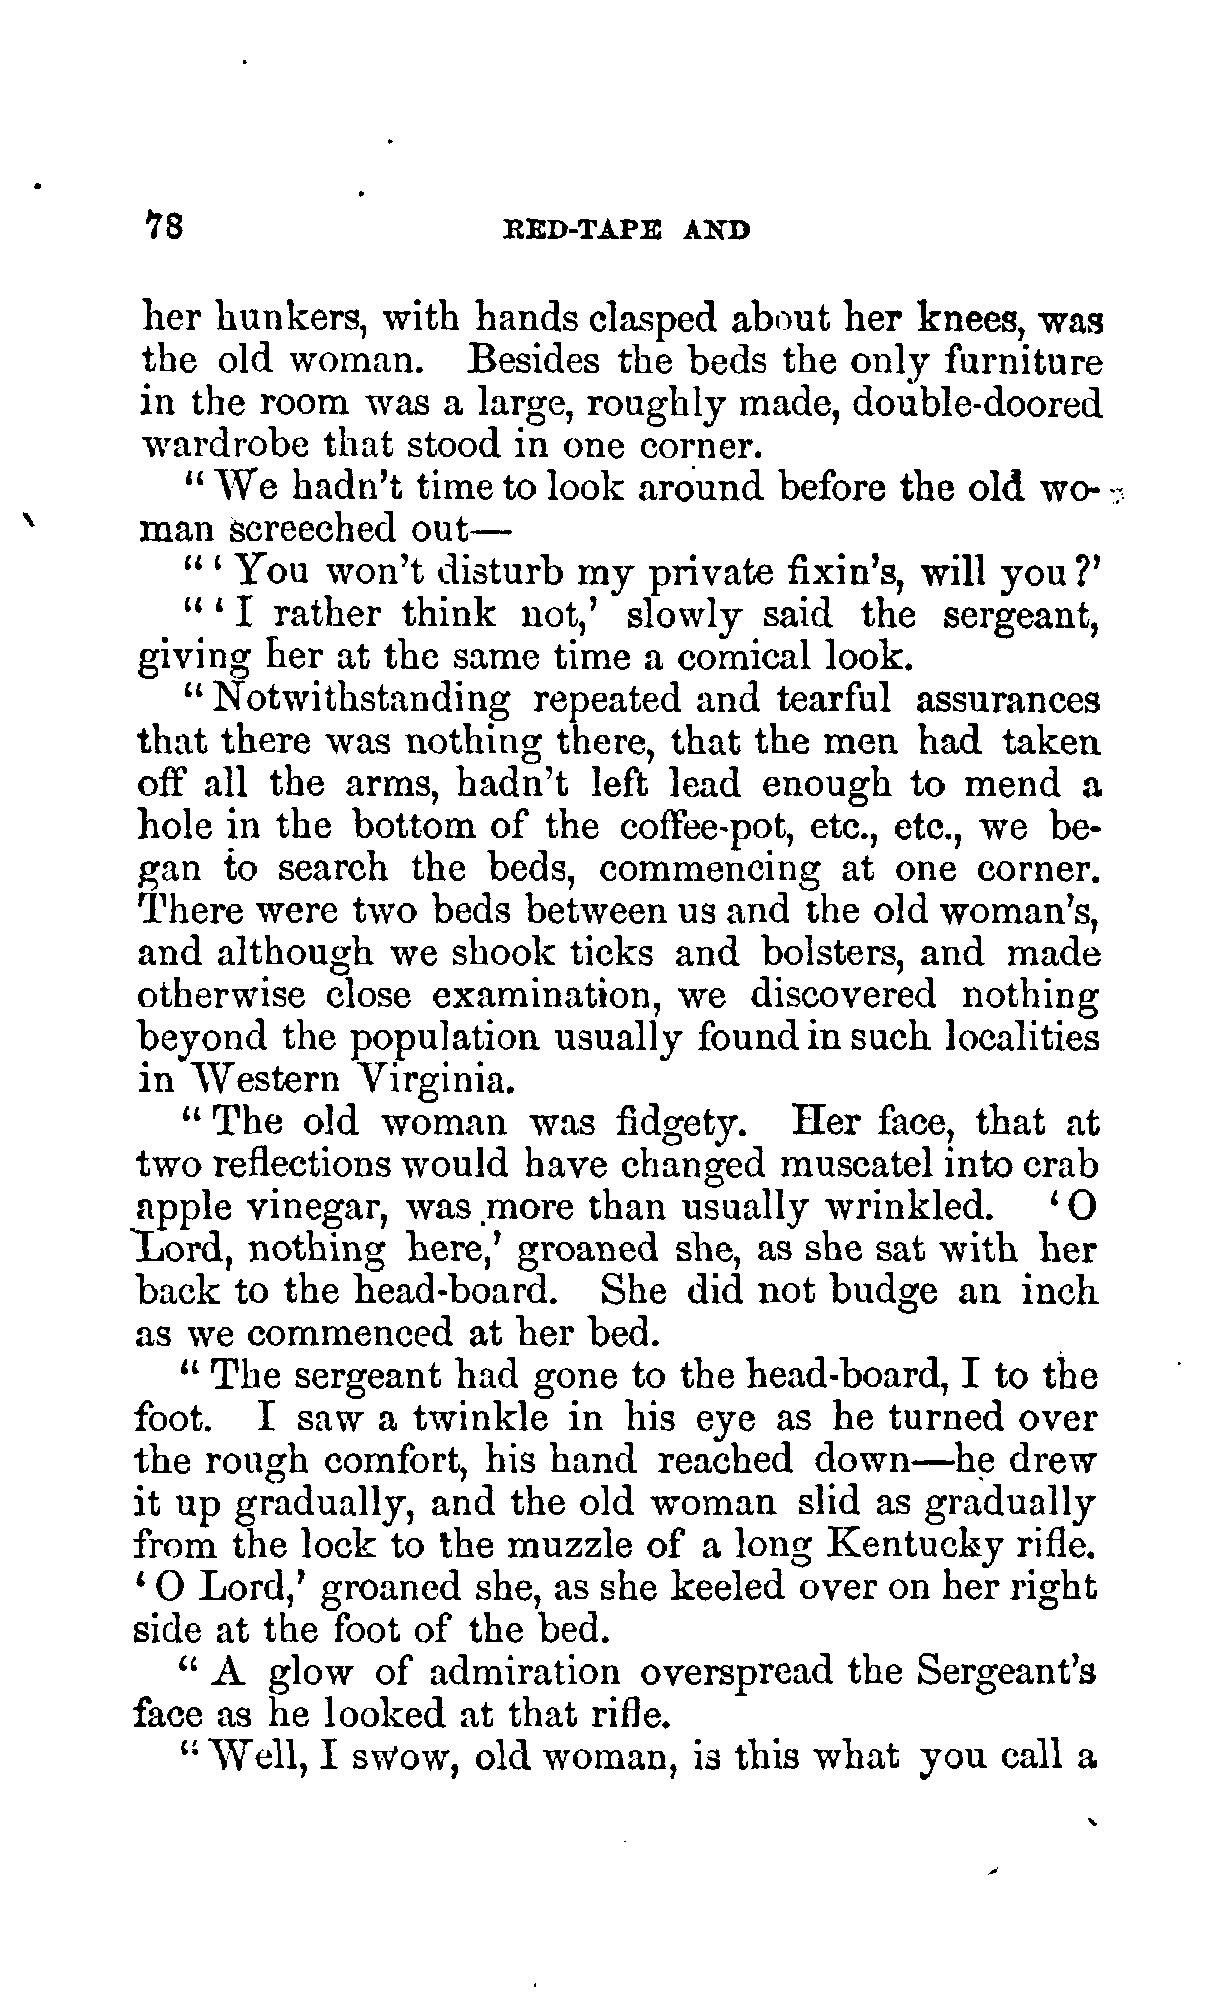 78 RED-TAPE AND
her hunkers, with hands clasped about her knees, was
the old woman. Besides the beds the only furniture
in the room was a large, roughly made, double-doored
wardrobe that stood in one corner.
"We hadn't time to look around before the old wo-
man screeched out—
"'You won't disturb my private fixin's, will you?'
"'I rather think not,' slowly said the sergeant,
giving her at the same time a comical look.
"Notwithstanding repeated and tearful assurances
that there was nothing there, that the men had taken
off all the arms, hadn't left lead enough to mend a
hole in the bottom of the coffee-pot, etc., etc., we be-
gan to search the beds, commencing at one corner.
There were two beds between us and the old woman's,
and although we shook ticks and bolsters, and made
otherwise close examination, we discovered nothing
beyond the population usually found in such localities
in Western Virginia.
"The old woman was fidgety. Her face, that at
two reflections would have changed muscatel into crab
apple vinegar, was more than usually wrinkled. 'O
Lord, nothing here,' groaned she, as she sat with her
back to the head-board. She did not budge an inch
as we commenced at her bed.
"The sergeant had gone to the head-board, I to the
foot. I saw a twinkle in his eye as he turned over
the rough comfort, his hand reached down—he drew
it up gradually, and the old woman slid as gradually
from the lock to the muzzle of a long Kentucky rifle.
'O Lord,' groaned she, as she keeled over on her right
side at the foot of the bed.
"A glow of admiration overspread the Sergeant's
face as he looked at that rifle.
"Well, I swow, old woman, is this what you call a